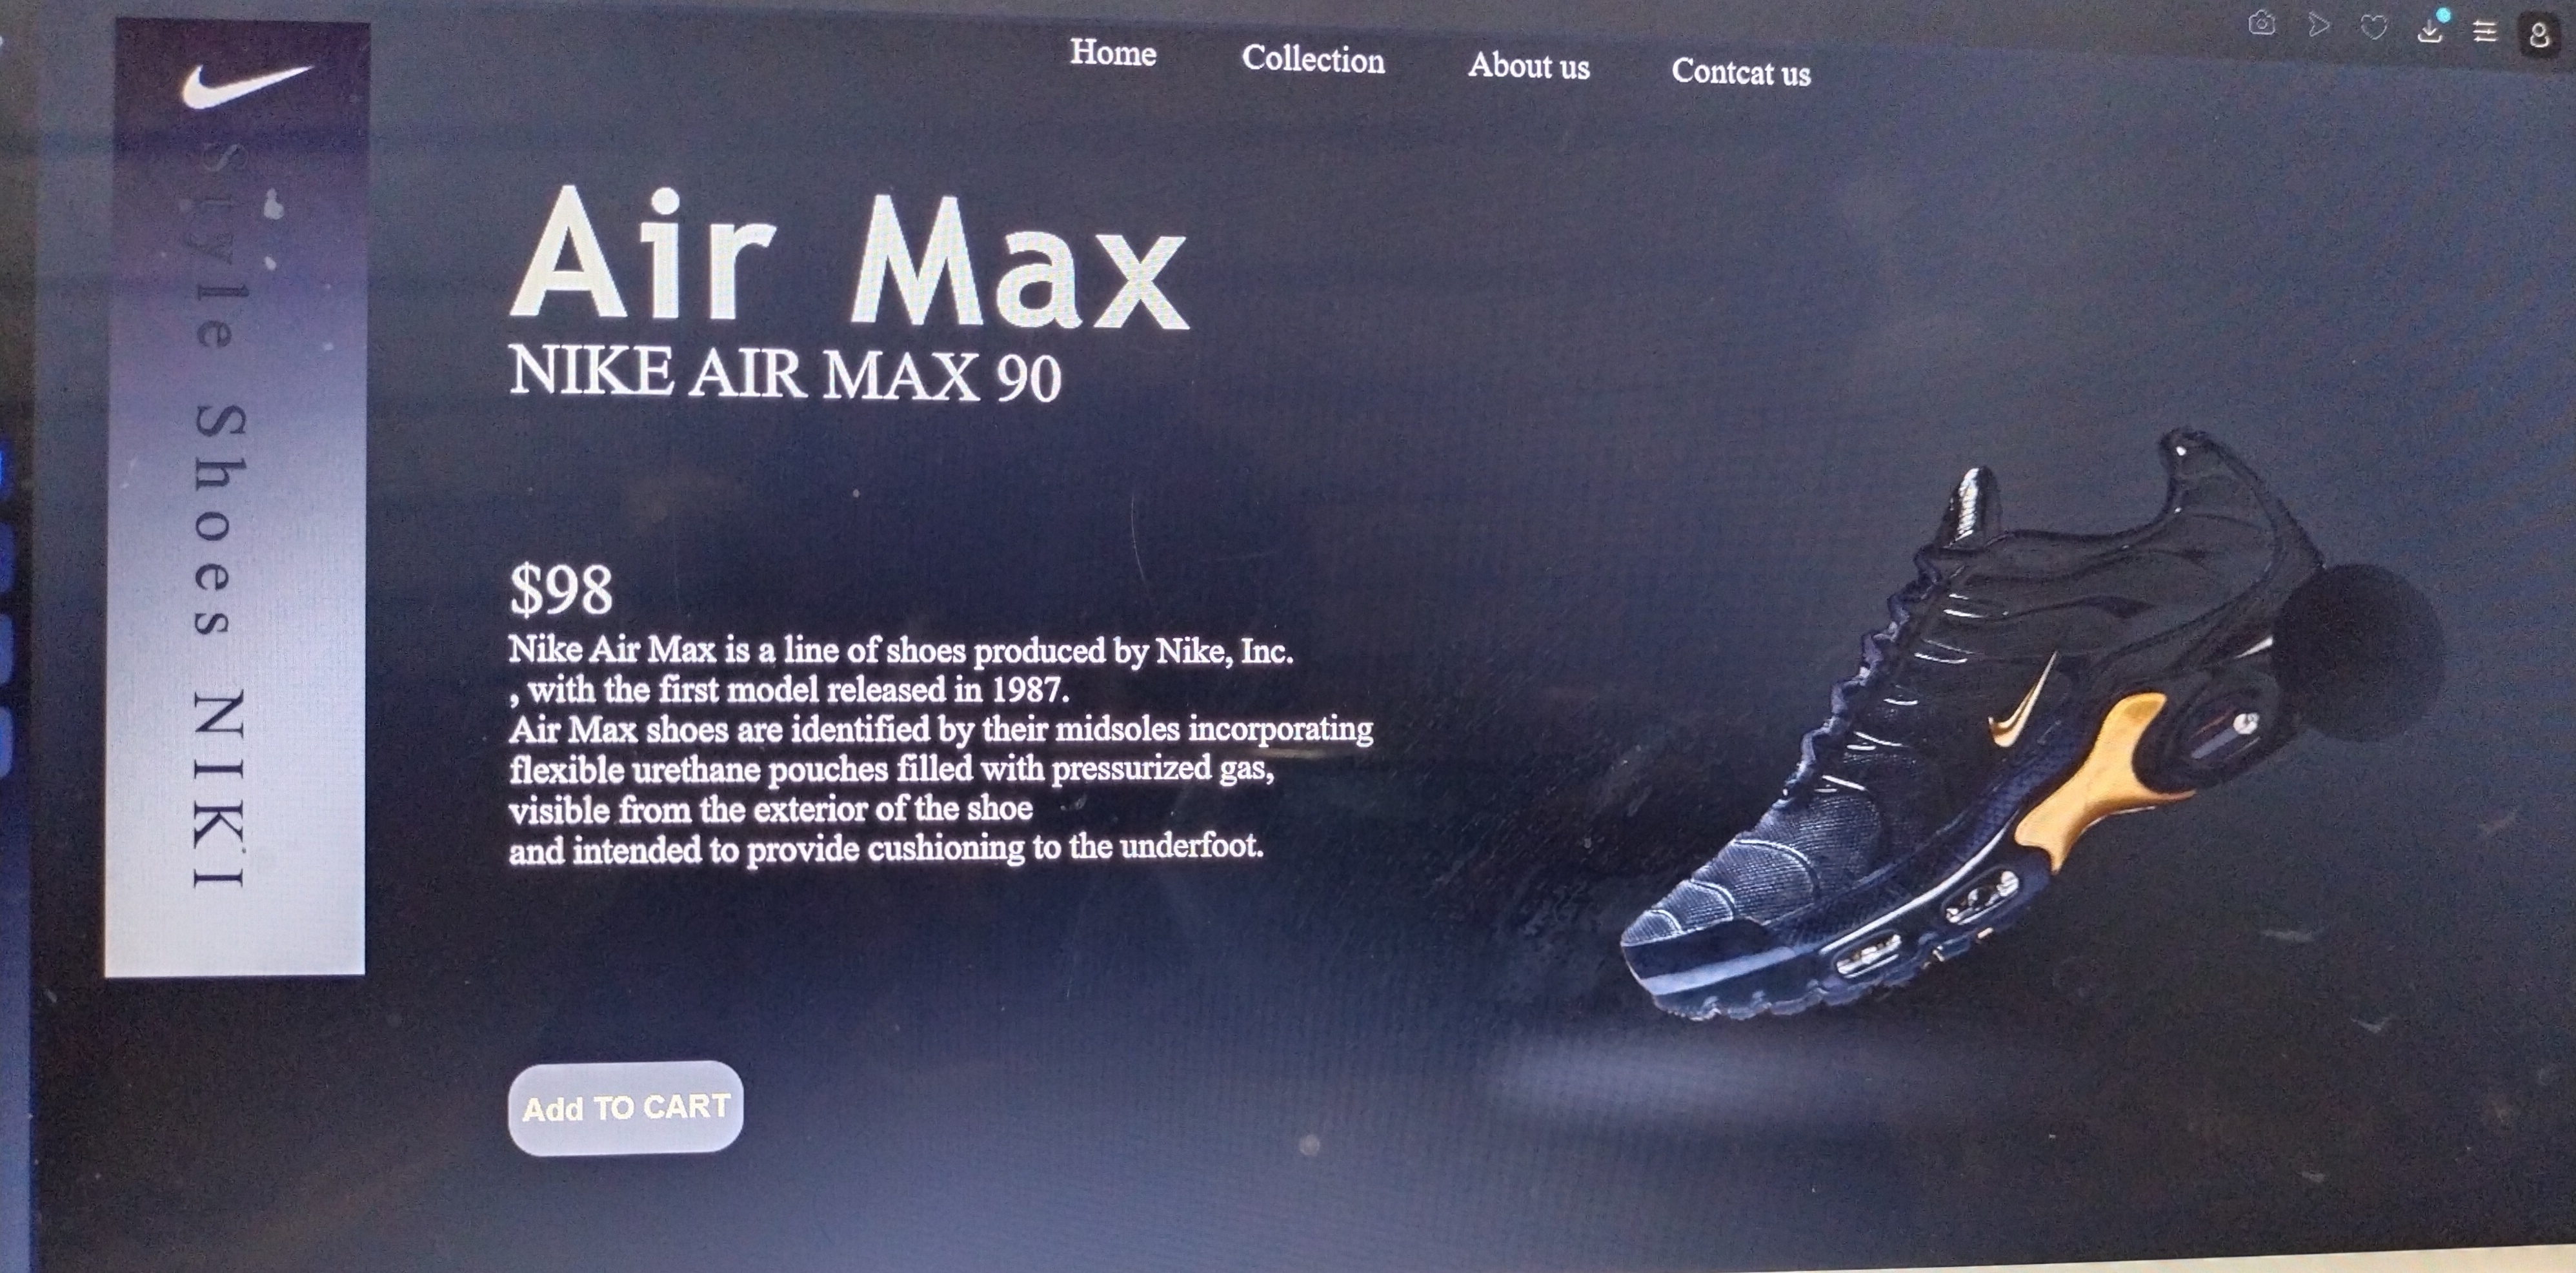 Home Collection About us Contcat us
Style Shoes NIKI
Air Max
NIKE AIR MAX 90
$98
Nike Air Max is a line of shoes produced by Nike, Inc.
, with the first model released in 1987.
Air Max shoes are identified by their midsoles incorporating
flexible urethane pouches filled with pressurized gas,
visible from the exterior of the shoe
and intended to provide cushioning to the underfoot.
Add TO CART